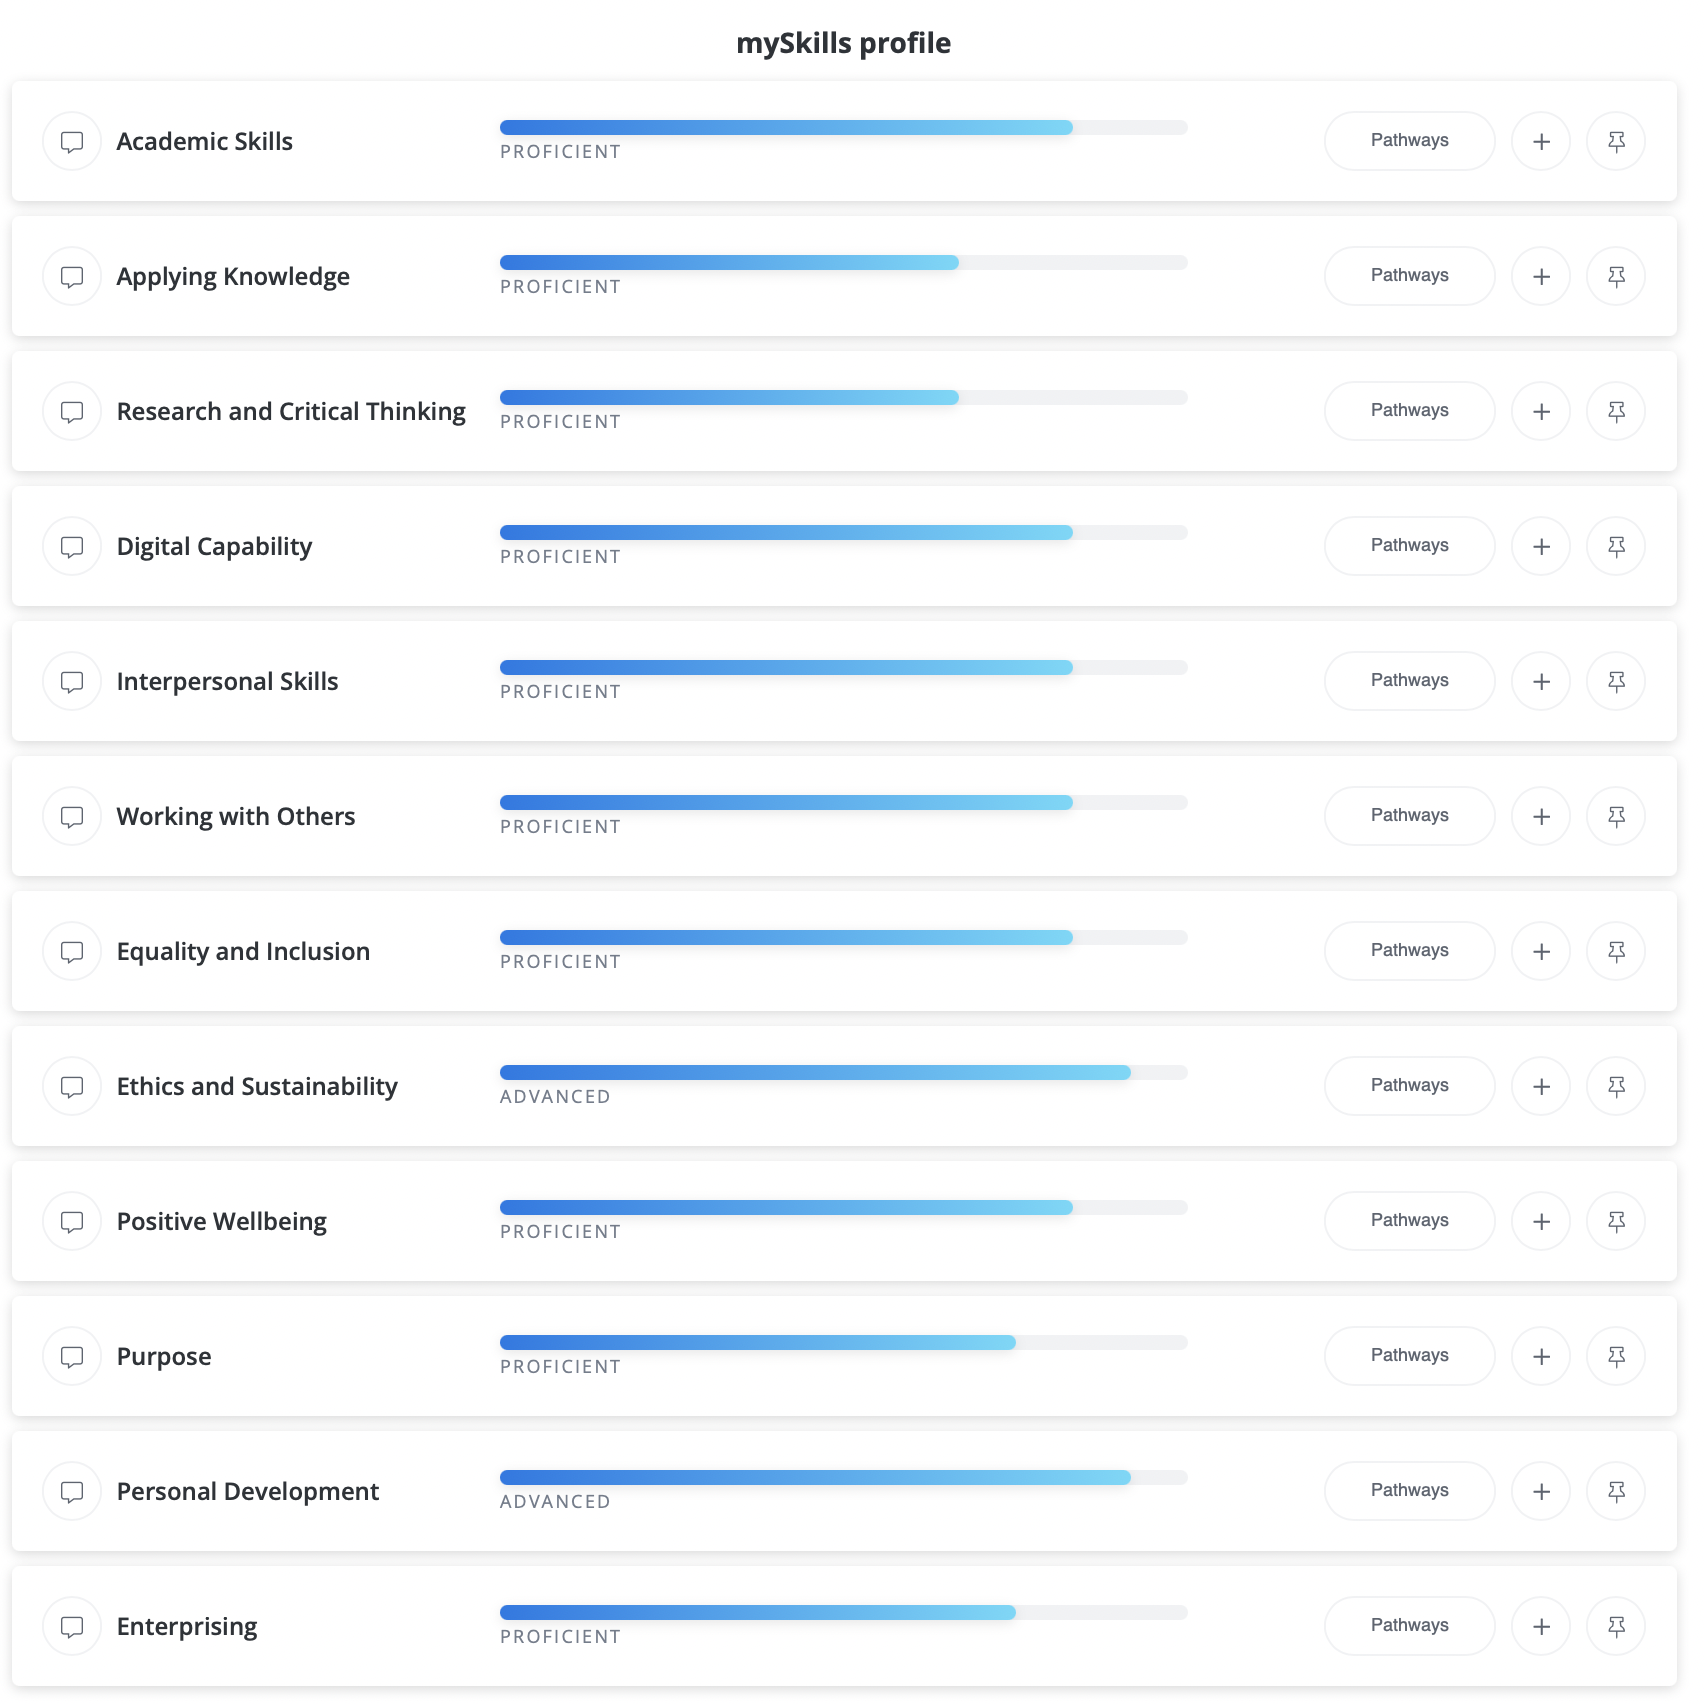 mySkills profile
Academic Skills
PROFICIENT
Pathways
Applying Knowledge
PROFICIENT
Pathways
Research and Critical Thinking
PROFICIENT
Pathways
Digital Capability
PROFICIENT
Pathways
Interpersonal Skills
PROFICIENT
Pathways
Working with Others
PROFICIENT
Pathways
Equality and Inclusion
PROFICIENT
Pathways
Ethics and Sustainability
ADVANCED
Pathways
Positive Wellbeing
PROFICIENT
Pathways
Purpose
PROFICIENT
Pathways
Personal Development
ADVANCED
Pathways
Enterprising
PROFICIENT
Pathways